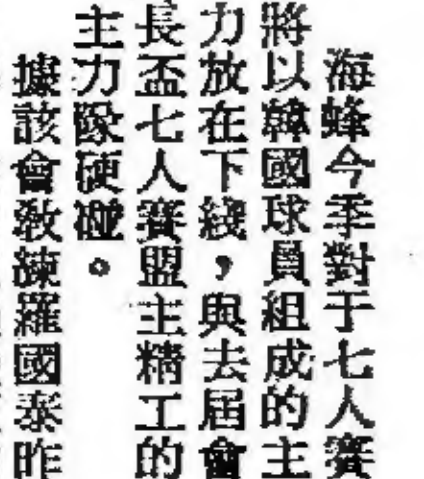 海蜂今季對于七人賽
將以韓國球員組成的主
力放在下綫，與去屆會
長盃七人賽盟主精工的
主力隊硬碰。
據該會敎練羅國泰昨